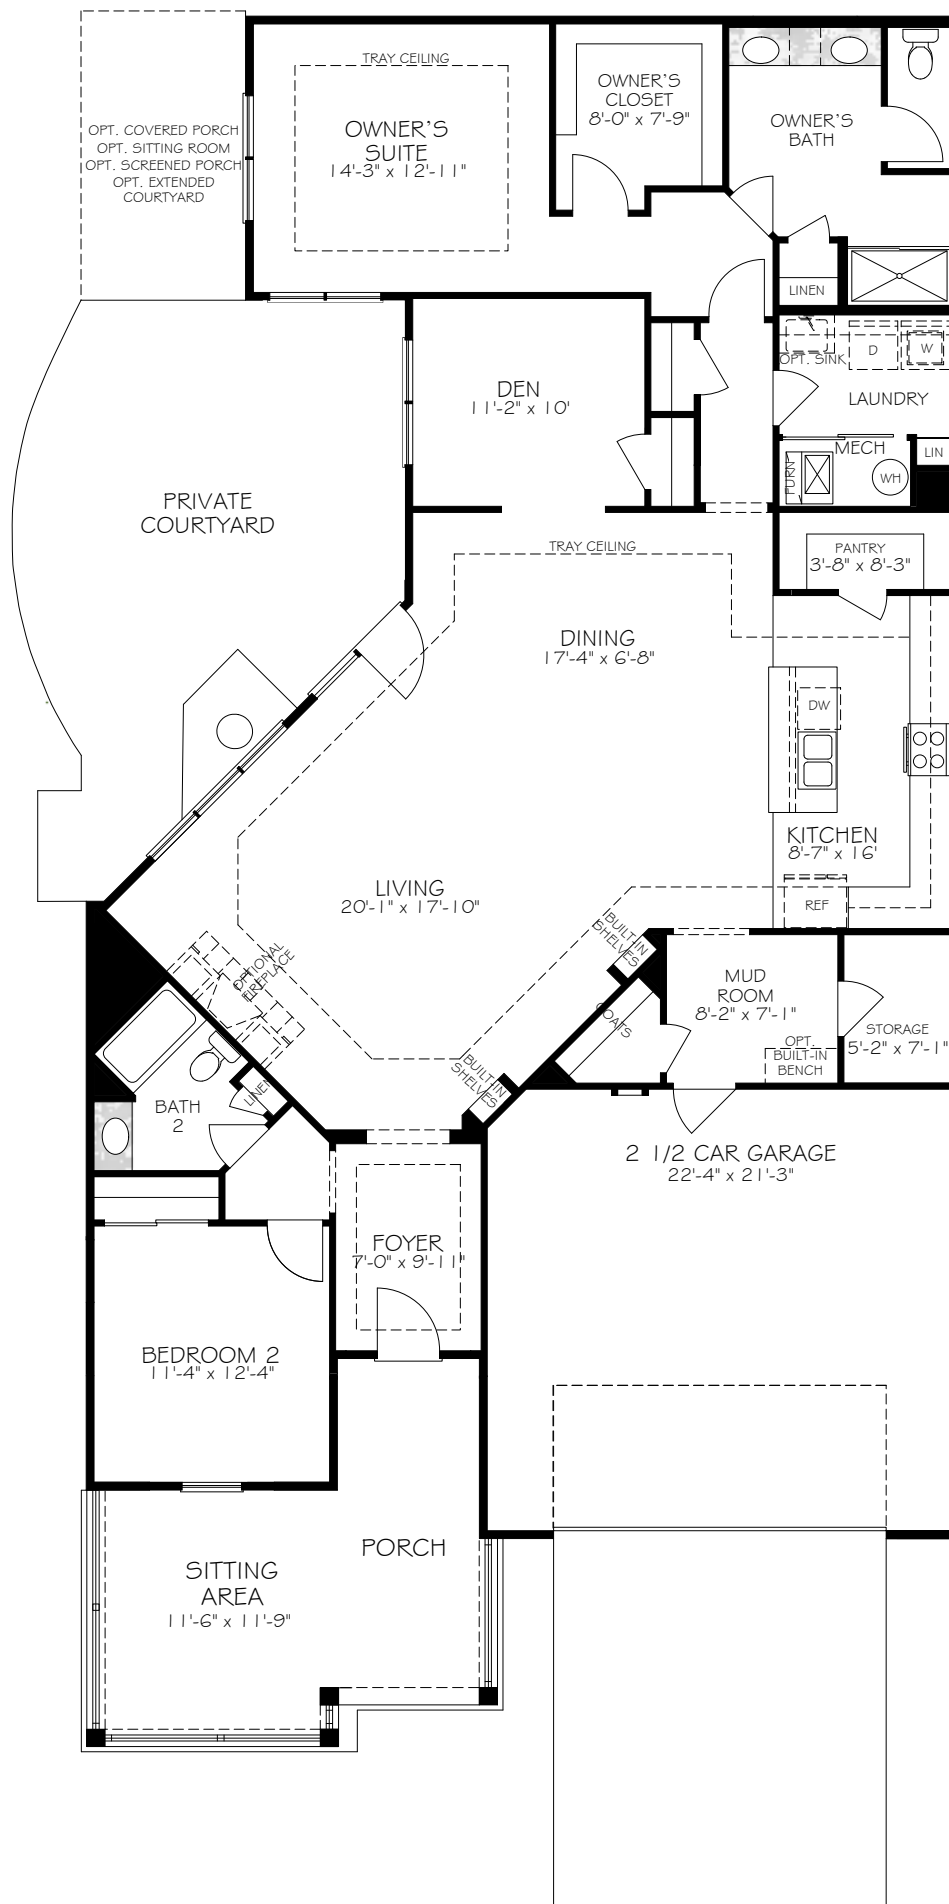 TRAY CEILING
OWNER'S
SUITE
14'-3" x 12'-11"
OWNER'S
CLOSET
8'-0" x 7'-9"
OWNER'S
BATH
OPT. COVERED PORCH
OPT. SITTING ROOM
OPT. SCREENED PORCH
OPT. EXTENDED
COURTYARD
LINEN
OPT. SINK
D
W
LAUNDRY
DEN
11'-2" x 10'
MECH
LIN
FURN
WH
PRIVATE
COURTYARD
TRAY CEILING
PANTRY
3'-8" x 8'-3"
DINING
17'-4" x 6'-8"
DW
KITCHEN
8'-7" x 16'
LIVING
20'-1" x 17'-10"
REF
BUILT-IN
SHELVES
OPTIONAL
FIREPLACE
MUD
ROOM
8'-2" x 7'-1"
COATS
STORAGE
5'-2" x 7'-1"
OPT.
BUILT-IN
BENCH
BUILT-IN
SHELVES
LINEN
BATH
2
2 1/2 CAR GARAGE
22'-4" x 21'-3"
FOYER
7'-0" x 9'-11"
BEDROOM 2
11'-4" x 12'-4"
PORCH
SITTING
AREA
11'-6" x 11'-9"